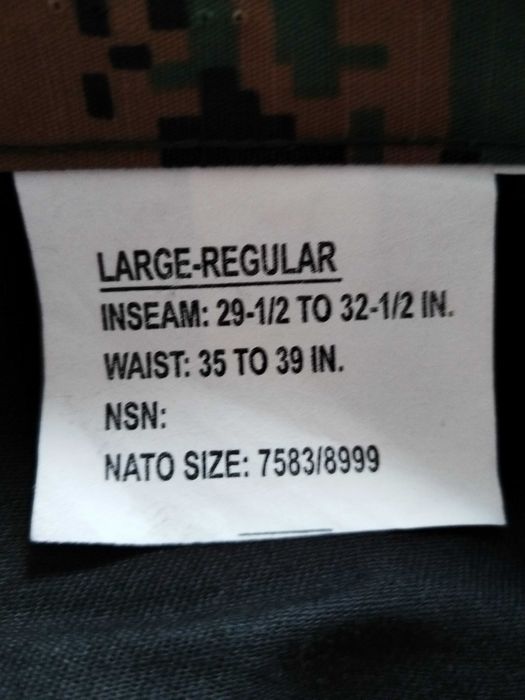 LARGE-REGULAR
INSEAM: 29-1/2 TO 32-1/2 IN.
WAIST: 35 TO 39 IN.
NSN:
NATO SIZE: 7583/8999